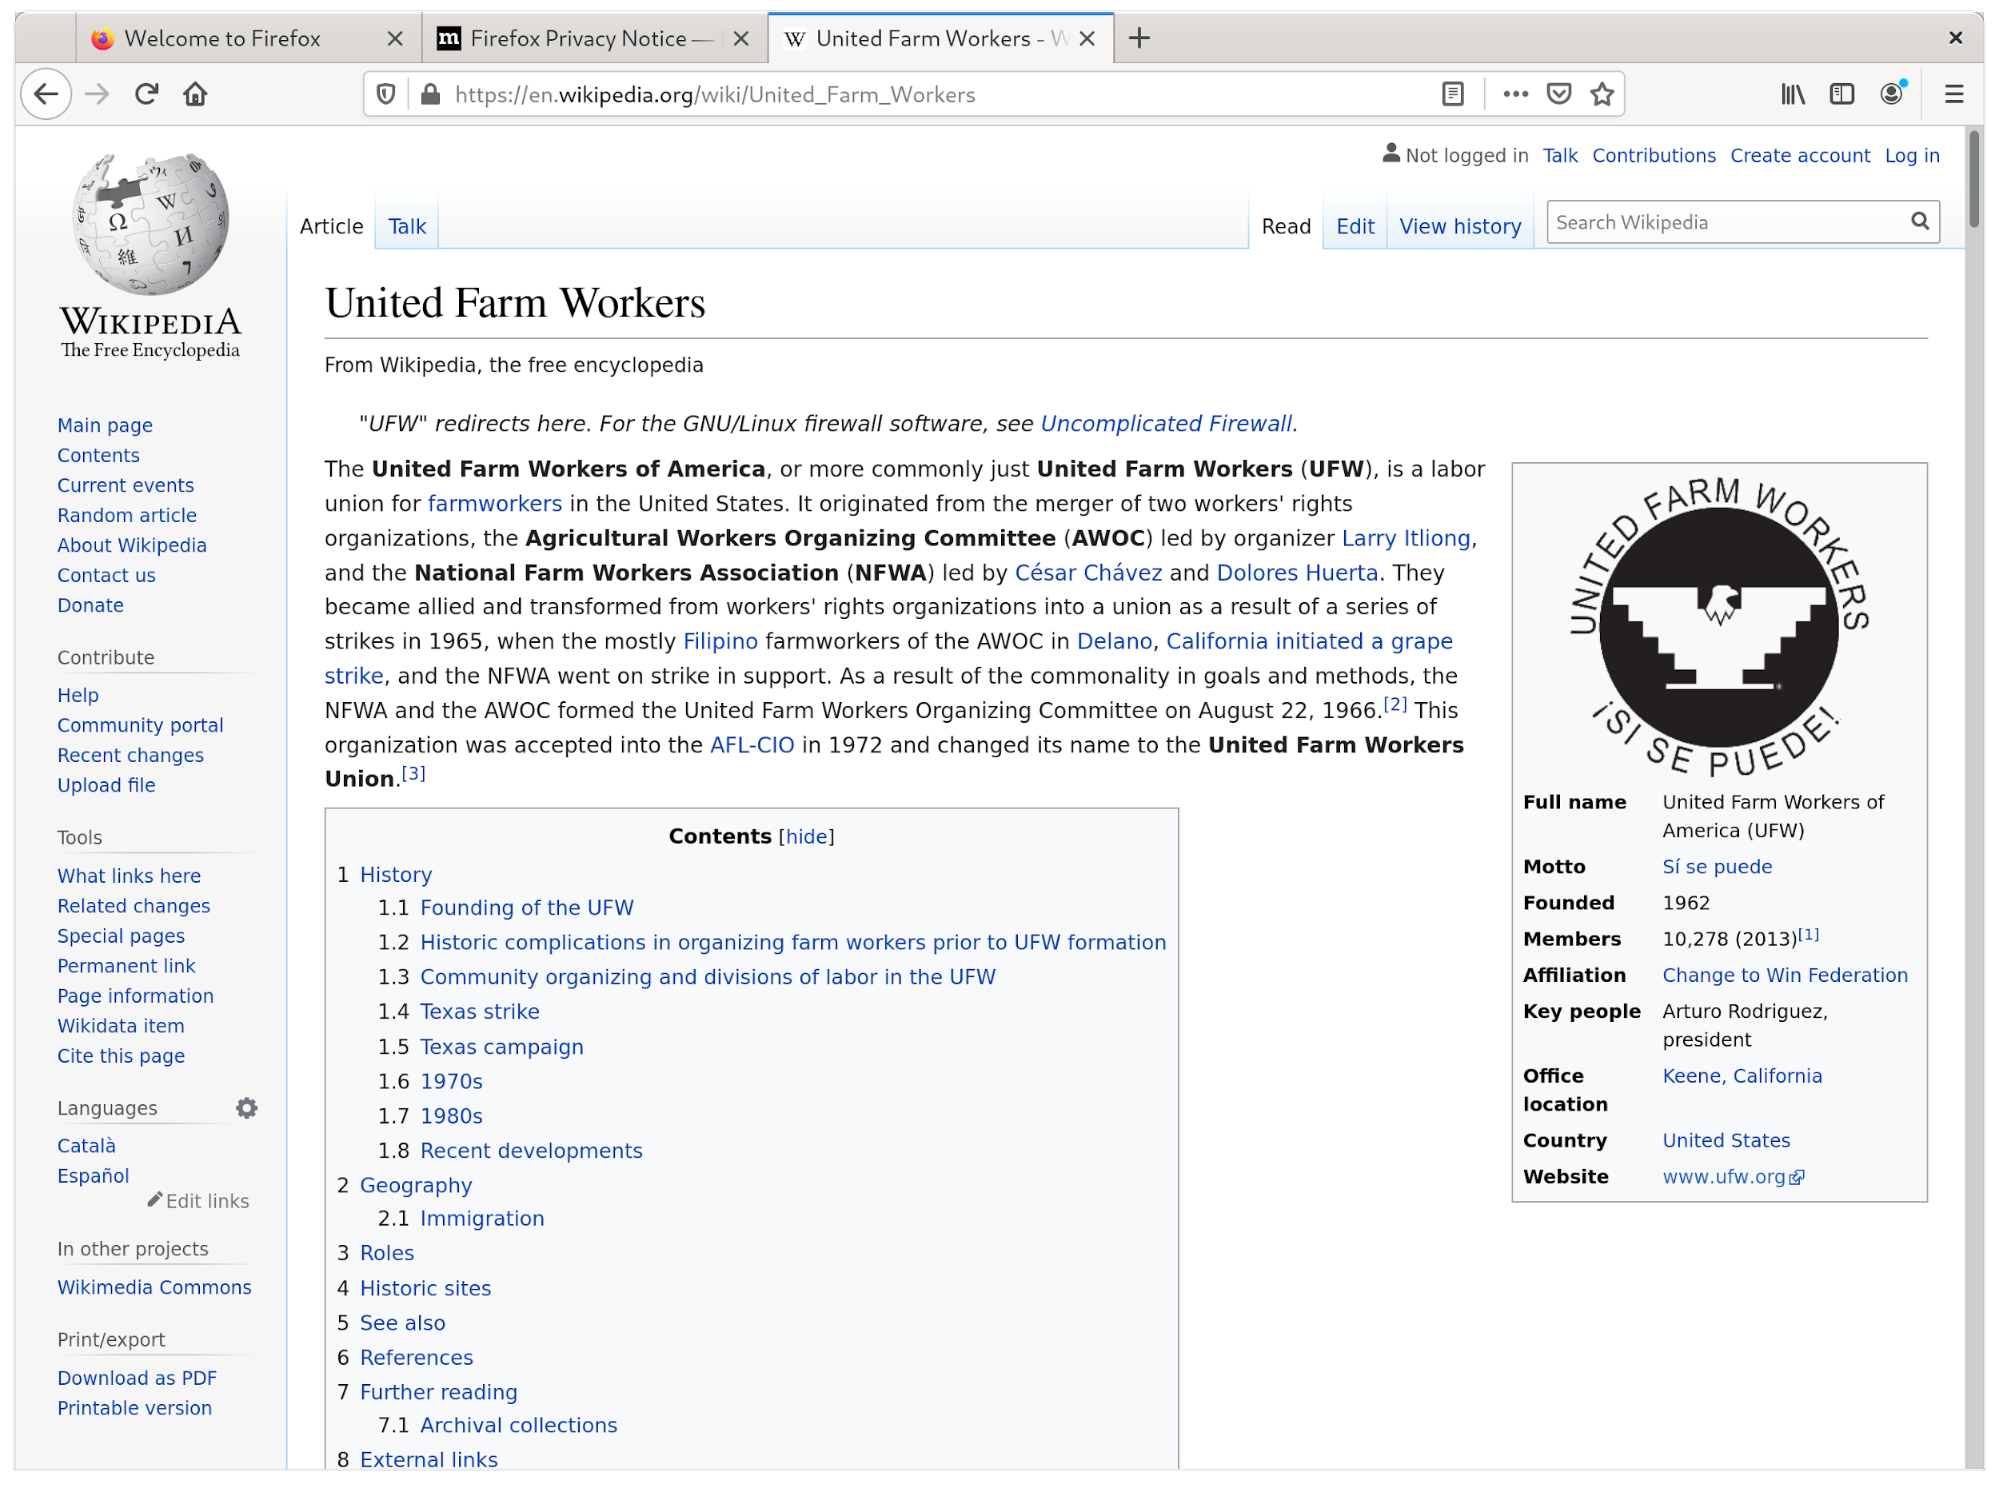 Welcome to Firefox
Firefox Privacy Notice —
United Farm Workers - W
https://en.wikipedia.org/wiki/United_Farm_Workers
Not logged in Talk Contributions Create account Log in
Article Talk Read Edit View history Search Wikipedia
WIKIPEDIA
The Free Encyclopedia
Main page
Contents
Current events
Random article
About Wikipedia
Contact us
Donate
Contribute
Help
Community portal
Recent changes
Upload file
Tools
What links here
Related changes
Special pages
Permanent link
Page information
Wikidata item
Cite this page
Languages
Català
Español
Edit links
In other projects
Wikimedia Commons
Print/export
Download as PDF
Printable version
United Farm Workers
From Wikipedia, the free encyclopedia
"UFW" redirects here. For the GNU/Linux firewall software, see Uncomplicated Firewall.
The United Farm Workers of America, or more commonly just United Farm Workers (UFW), is a labor
union for farmworkers in the United States. It originated from the merger of two workers' rights
organizations, the Agricultural Workers Organizing Committee (AWOC) led by organizer Larry Itliong,
and the National Farm Workers Association (NFWA) led by César Chávez and Dolores Huerta. They
became allied and transformed from workers' rights organizations into a union as a result of a series of
strikes in 1965, when the mostly Filipino farmworkers of the AWOC in Delano, California initiated a grape
strike, and the NFWA went on strike in support. As a result of the commonality in goals and methods, the
NFWA and the AWOC formed the United Farm Workers Organizing Committee on August 22, 1966.[2] This
organization was accepted into the AFL-CIO in 1972 and changed its name to the United Farm Workers
Union.[3]
Contents [hide]
1 History
1.1 Founding of the UFW
1.2 Historic complications in organizing farm workers prior to UFW formation
1.3 Community organizing and divisions of labor in the UFW
1.4 Texas strike
1.5 Texas campaign
1.6 1970s
1.7 1980s
1.8 Recent developments
2 Geography
2.1 Immigration
3 Roles
4 Historic sites
5 See also
6 References
7 Further reading
7.1 Archival collections
8 External links
UNITED FARM WORKERS
¡SI SE PUEDE!
Full name United Farm Workers of
America (UFW)
Motto Sí se puede
Founded 1962
Members 10,278 (2013)[1]
Affiliation Change to Win Federation
Key people Arturo Rodriguez,
president
Office Keene, California
location
Country United States
Website www.ufw.org